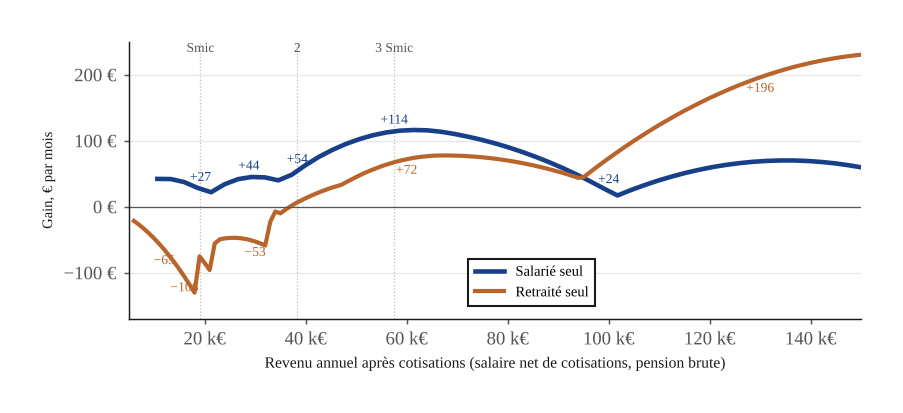 Smic
2
3 Smic
200 €
100 €
0 €
−100 €
Gain, € par mois
+27
+44
+54
+114
+24
+72
+196
−53
Salarié seul
Retraité seul
20 k€
40 k€
60 k€
80 k€
100 k€
120 k€
140 k€
Revenu annuel après cotisations (salaire net de cotisations, pension brute)